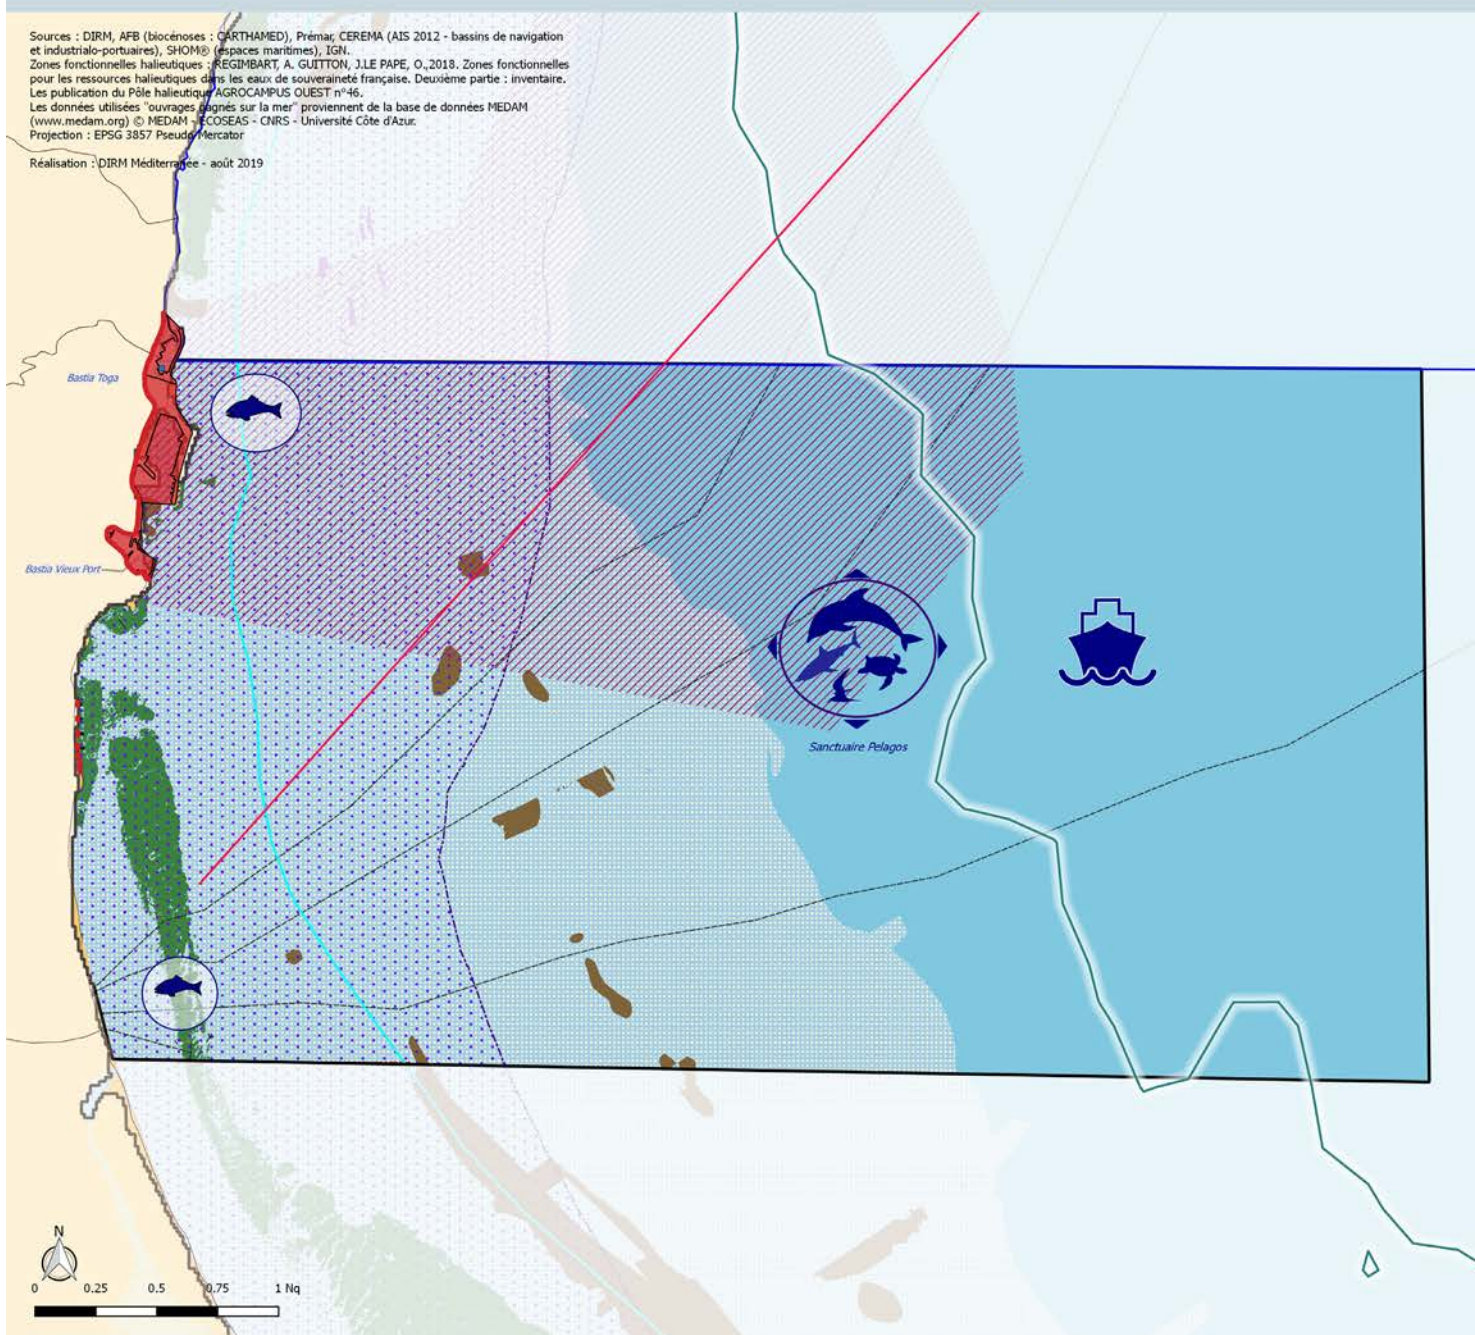 Sources : DIRM, AFB (biocénoses : CARTHAMED), Prémar, CEREMA (AIS 2012 - bassins de navigation
et industrialo-portuaires), SHOM® (espaces maritimes), IGN.
Zones fonctionnelles halieutiques : REGIMBART, A. GUITTON, J.LE PAPE, O.,2018. Zones fonctionnelles
pour les ressources halieutiques dans les eaux de souveraineté française. Deuxième partie : inventaire.
Les publication du Pôle halieutique AGROCAMPUS OUEST n°46.
Les données utilisées "ouvrages gagnés sur la mer" proviennent de la base de données MEDAM
(www.medam.org) © MEDAM - ECOSEAS - CNRS - Université Côte d'Azur.
Projection : EPSG 3857 Pseudo Mercator
Réalisation : DIRM Méditerranée - août 2019
Bastia Toga
Bastia Vieux Port
Sanctuaire Pelagos
N
0 0.25 0.5 0.75 1 Nq